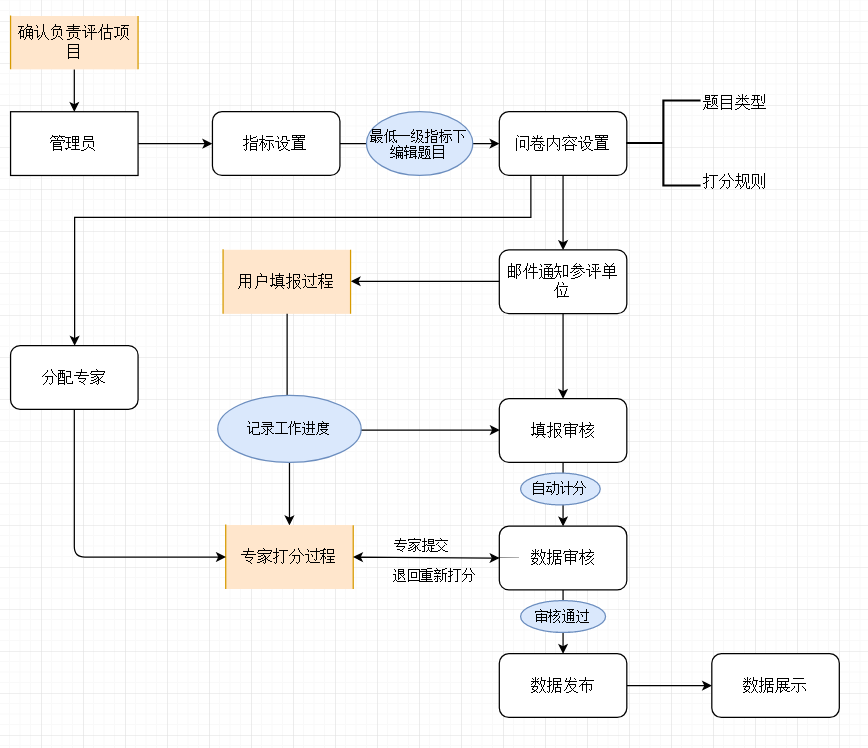 确认负责评估项
目
管理员
指标设置
最低一级指标下
编辑题目
问卷内容设置
题目类型
打分规则
用户填报过程
邮件通知参评单
位
分配专家
记录工作进度
填报审核
自动计分
专家打分过程
专家提交
退回重新打分
数据审核
审核通过
数据发布
数据展示